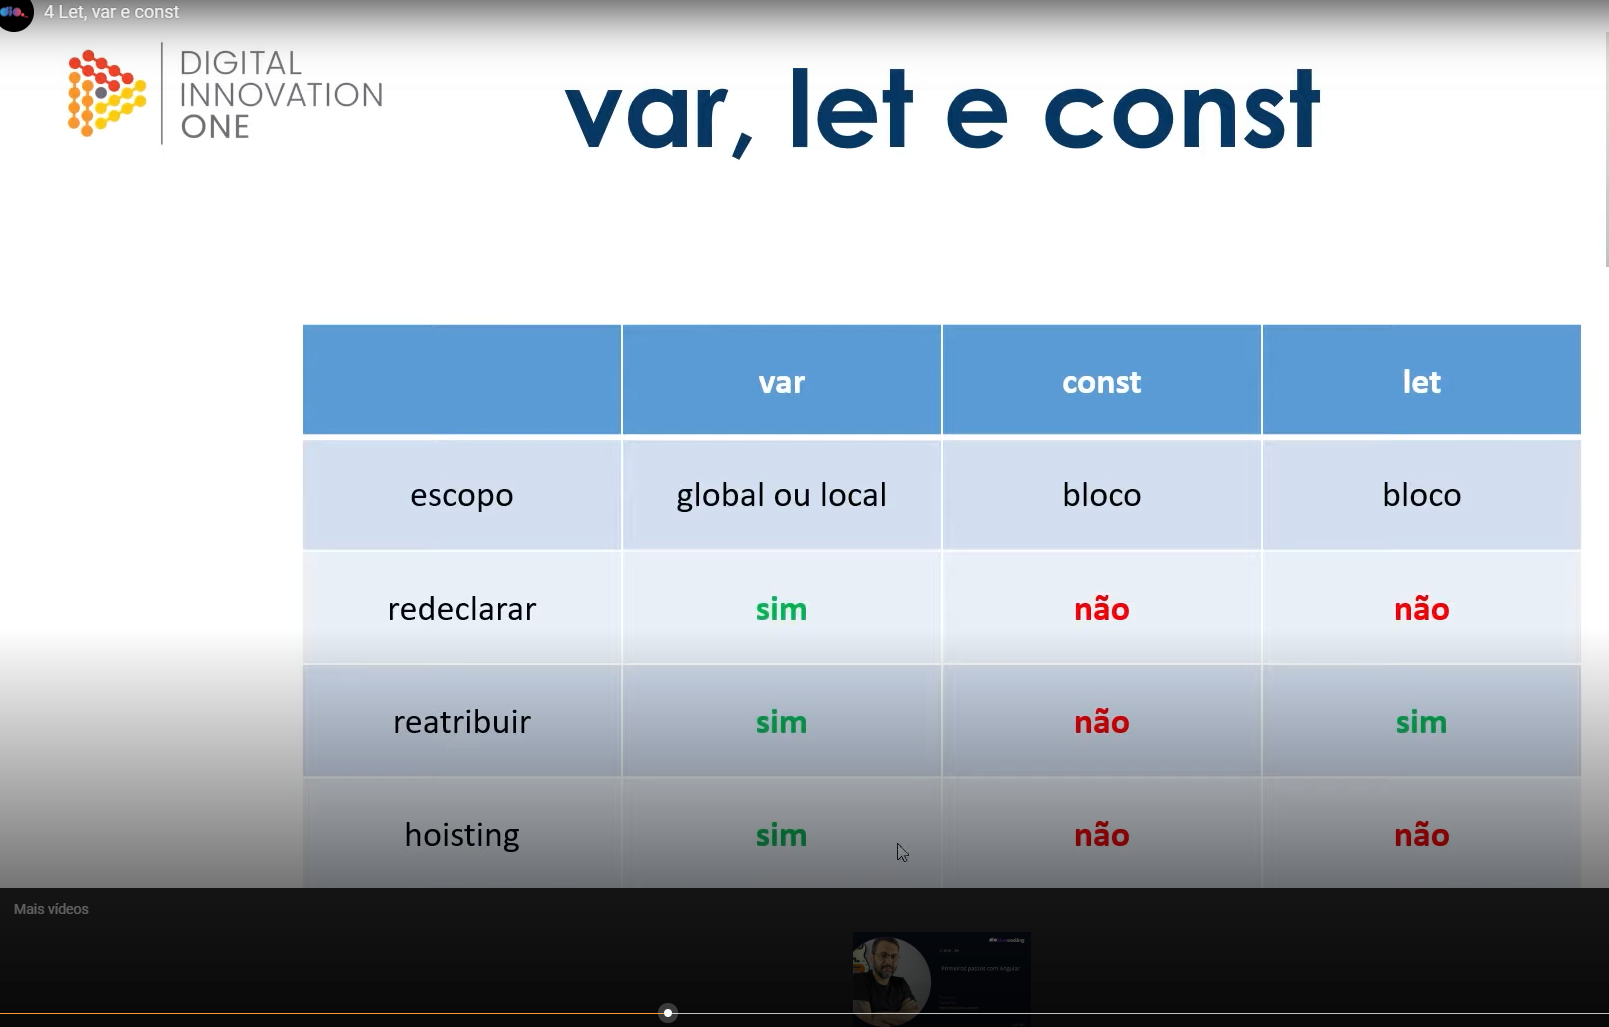 dio.
4 Let, var e const
DIGITAL
INNOVATION
ONE
var, let e const
var const let
escopo global ou local bloco bloco
redeclarar sim não não
reatribuir sim não sim
hoisting sim não não
Mais vídeos
Primeiros passos com Angular